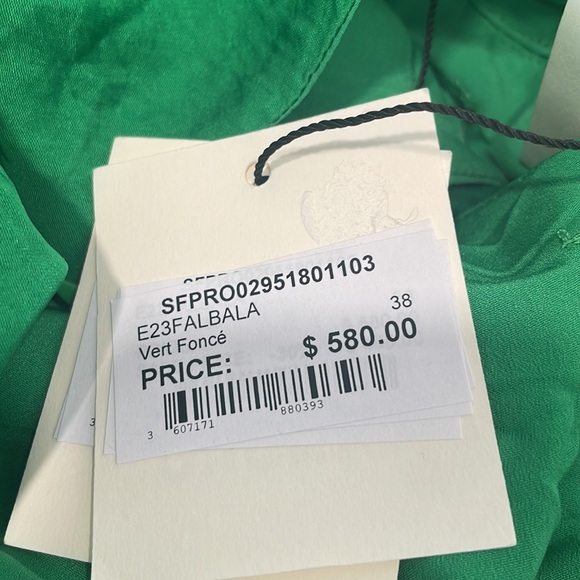 SFPRO02951801103
E23FALBALA
Vert Foncé 38
PRICE: $ 580.00
3 607171 880393